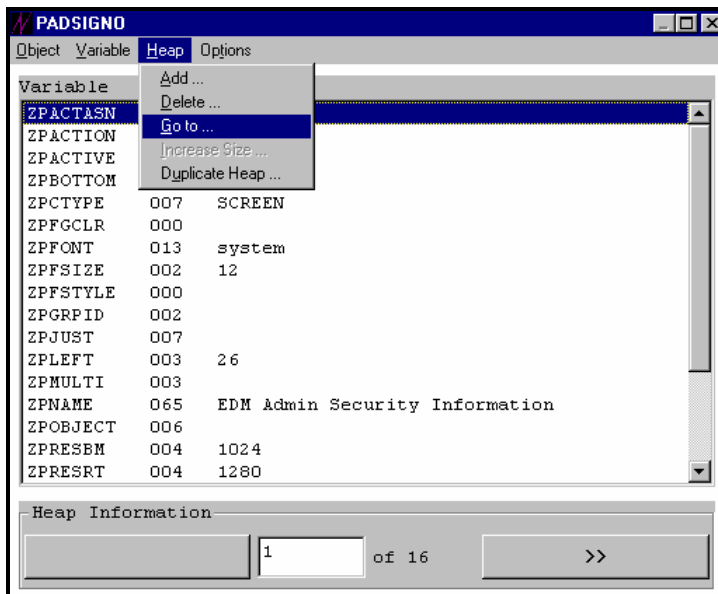 PADSIGNO
Object Variable Heap Options
Add ...
Delete ...
Go to ...
Increase Size ...
Duplicate Heap ...
Variable
ZPACTASN
ZPACTION
ZPACTIVE
ZPBOTTOM
ZPCTYPE 007 SCREEN
ZPFGCLR 000
ZPFONT 013 system
ZPFSIZE 002 12
ZPFSTYLE 000
ZPGRPID 002
ZPJUST 007
ZPLEFT 003 26
ZPMULTI 003
ZPNAME 065 EDM Admin Security Information
ZPOBJECT 006
ZPRESBM 004 1024
ZPRESRT 004 1280
Heap Information
1 of 16 >>